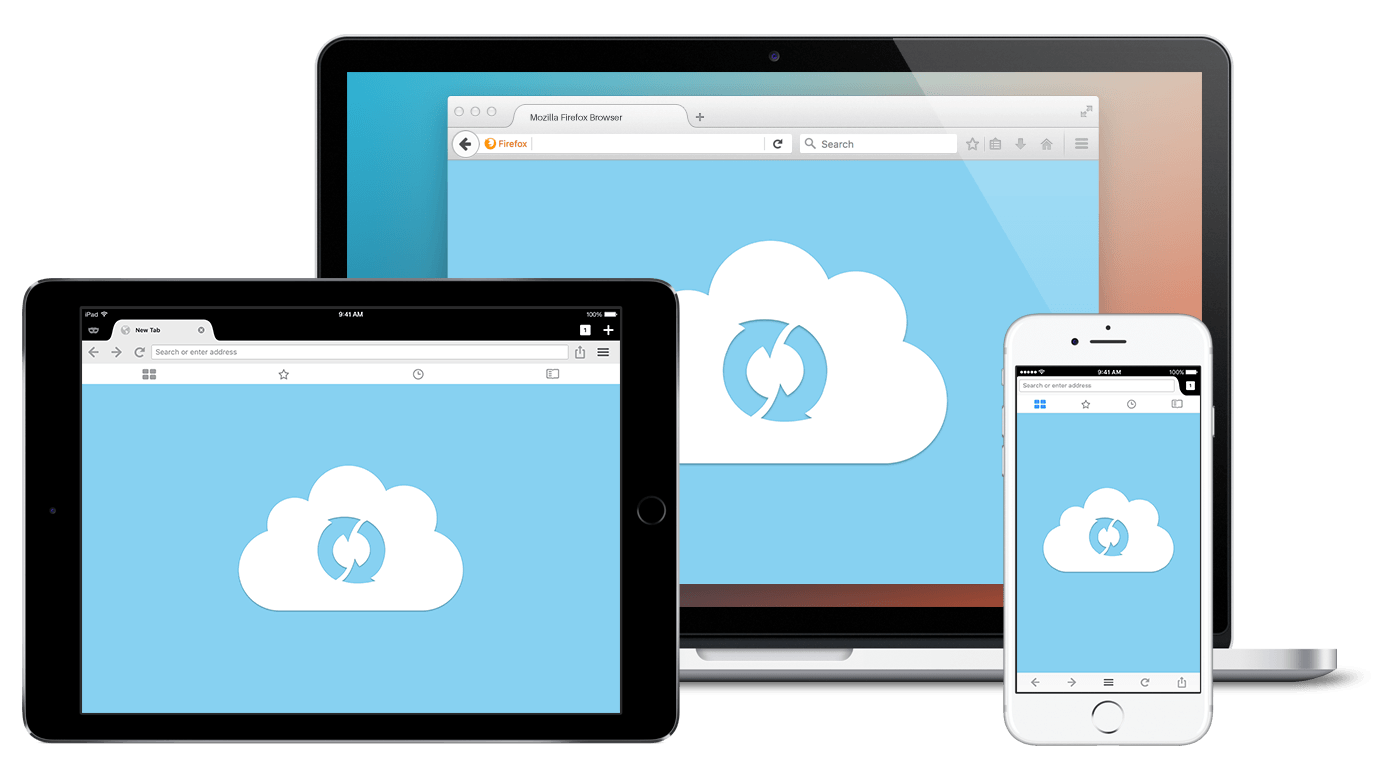 Mozilla Firefox Browser
Firefox
Search
iPad
9:41 AM
100%
New Tab
1
Search or enter address
9:41 AM
100%
Search or enter address
1